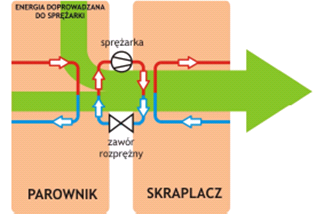 ENERGIA DOPROWADZANA
DO SPRĘŻARKI
sprężarka
zawór
rozprężny
PAROWNIK
SKRAPLACZ